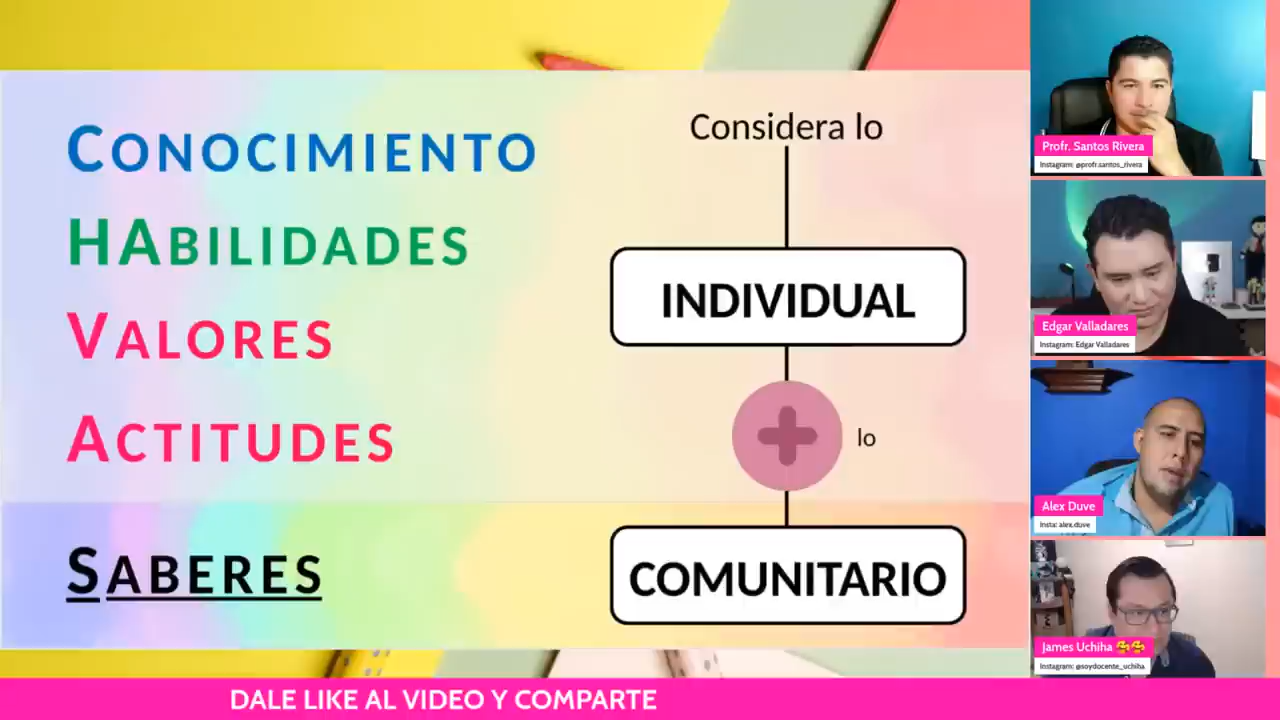 CONOCIMIENTO
HABILIDADES
VALORES
ACTITUDES
SABERES
Considera lo
INDIVIDUAL
lo
COMUNITARIO
Profr. Santos Rivera
Instagram: @profr.santos_rivera
Edgar Valladares
Instagram: Edgar Valladares
Alex Duve
Insta: alex.duve
James Uchiha 🥰🥰
Instagram: @soydocente_uchiha
DALE LIKE AL VIDEO Y COMPARTE